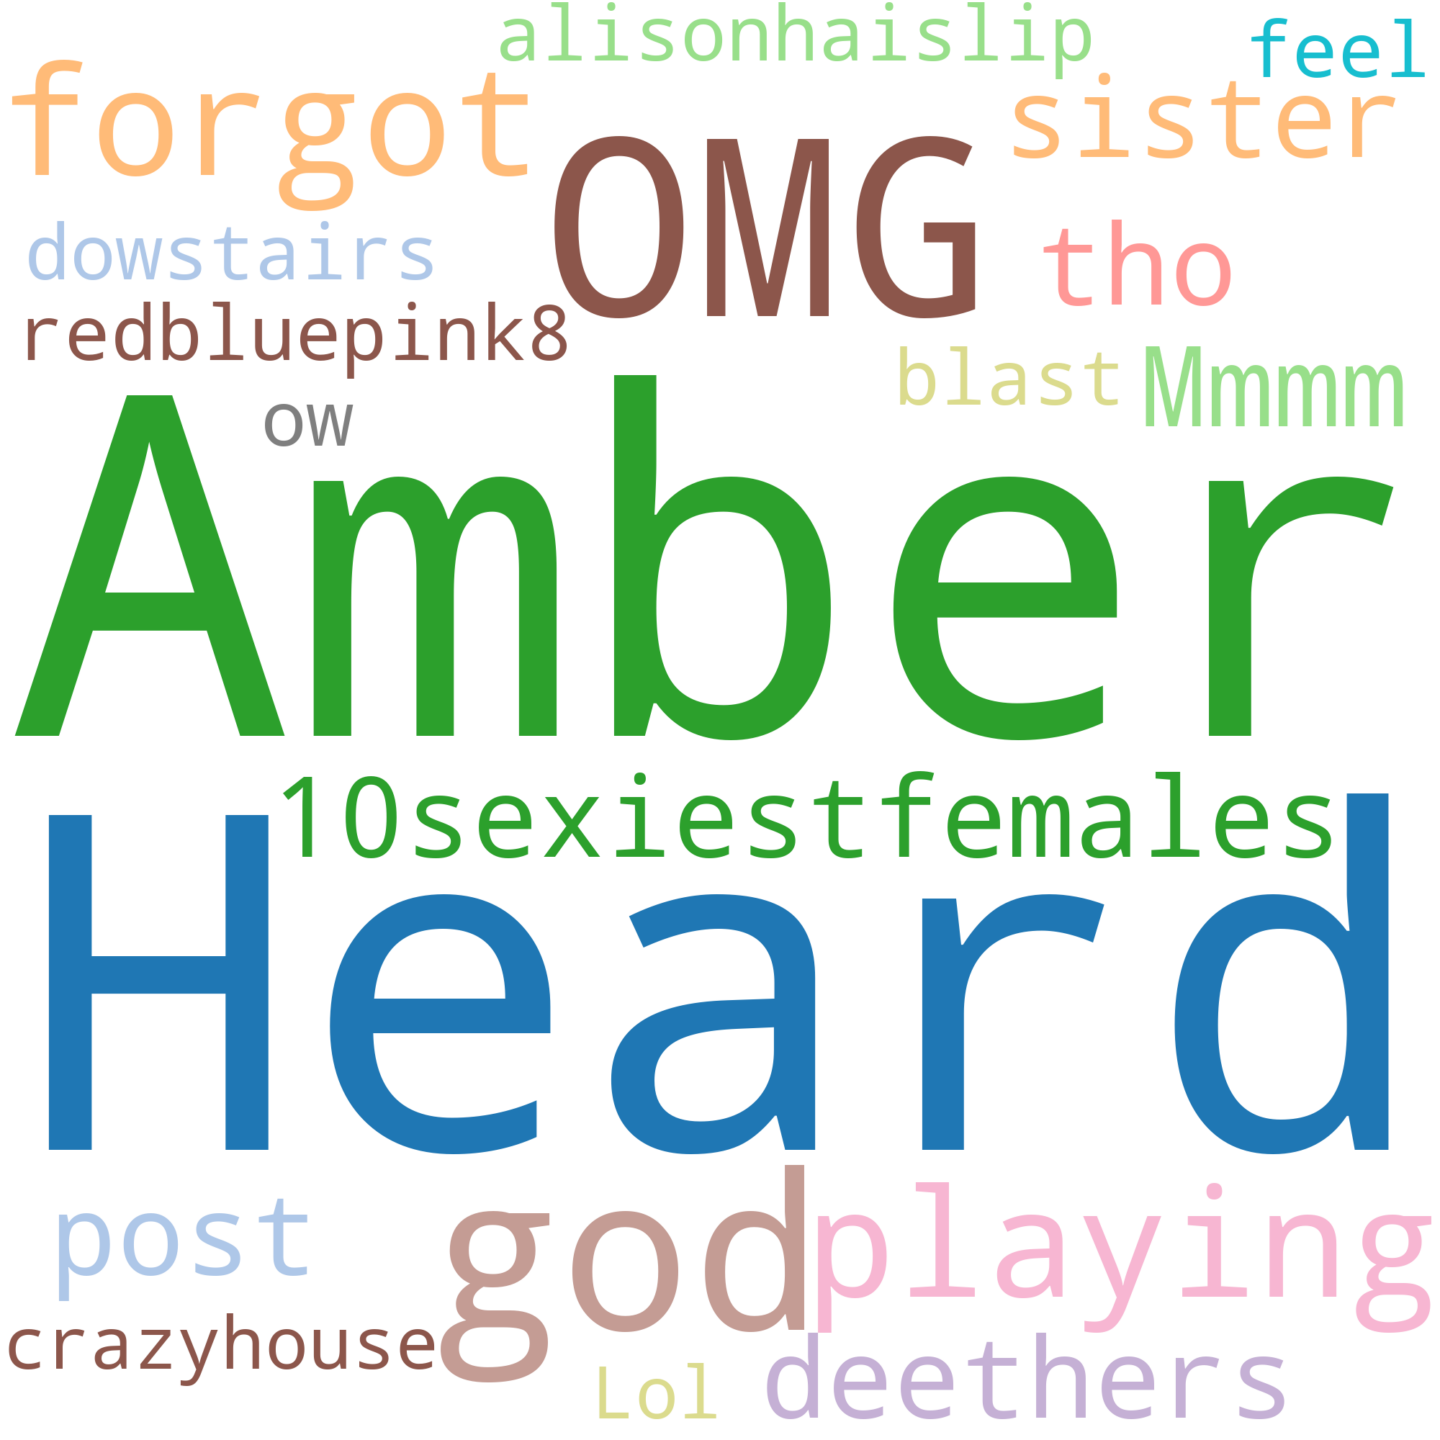 alisonhaislip
feel
forgot
OMG
sister
dowstairs
tho
redbluepink8
blast
Mmmm
ow
Amber
10sexiestfemales
Heard
post
god
playing
crazyhouse
Lol
deethers